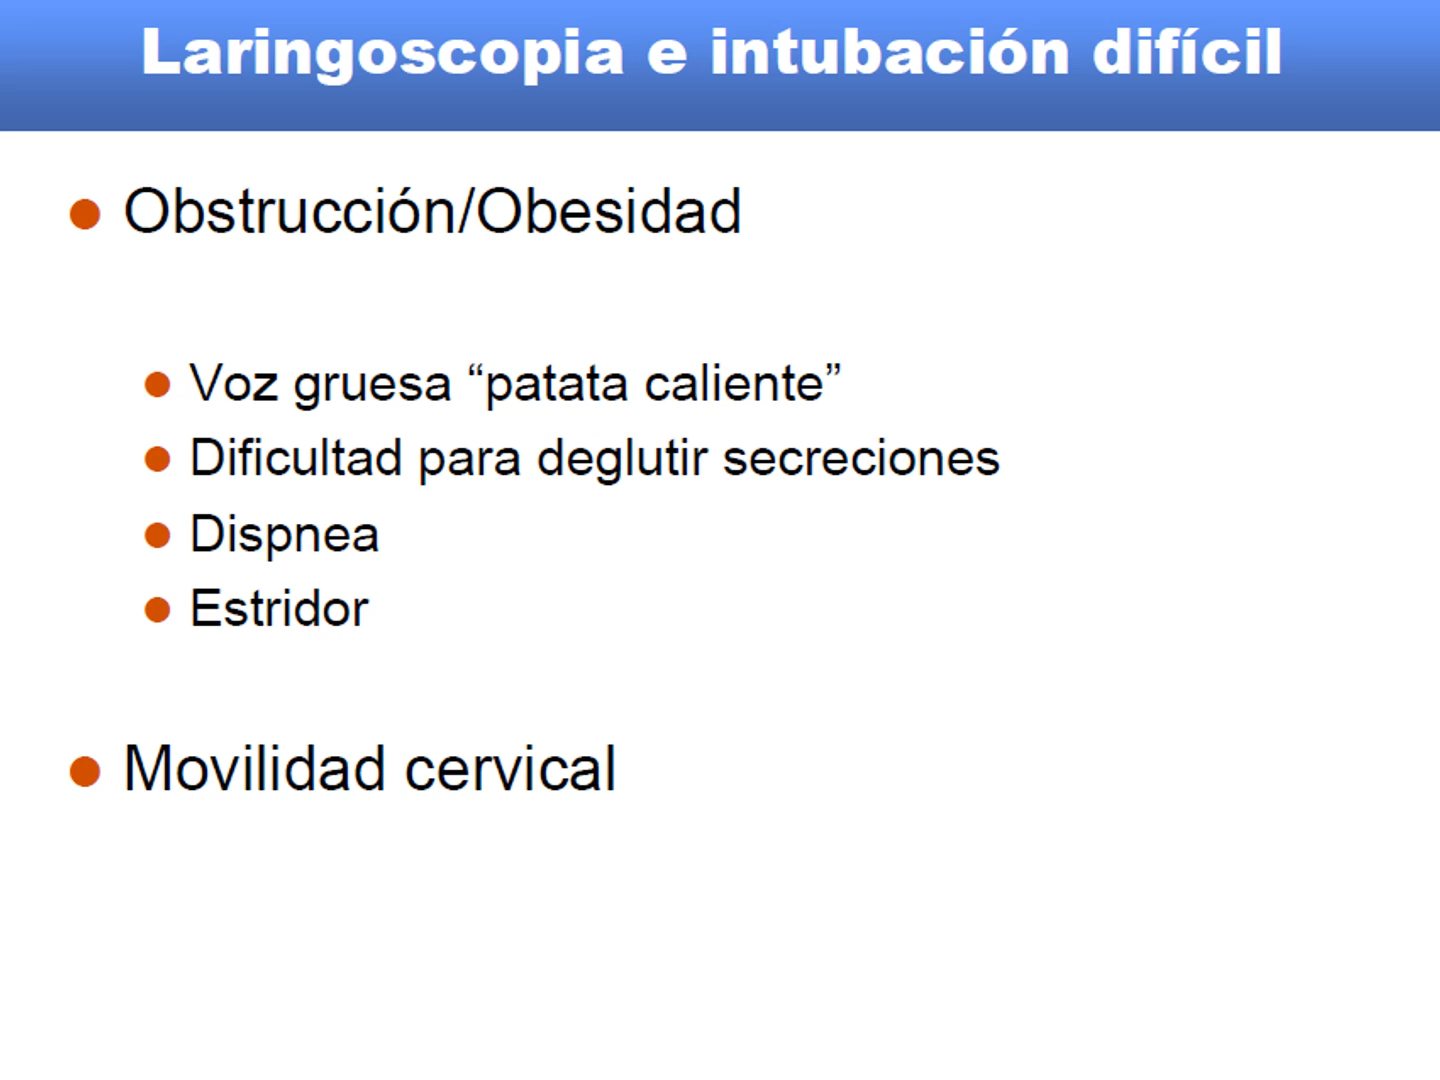 Laringoscopia e intubación difícil
Obstrucción/Obesidad
Voz gruesa “patata caliente”
Dificultad para deglutir secreciones
Dispnea
Estridor
Movilidad cervical